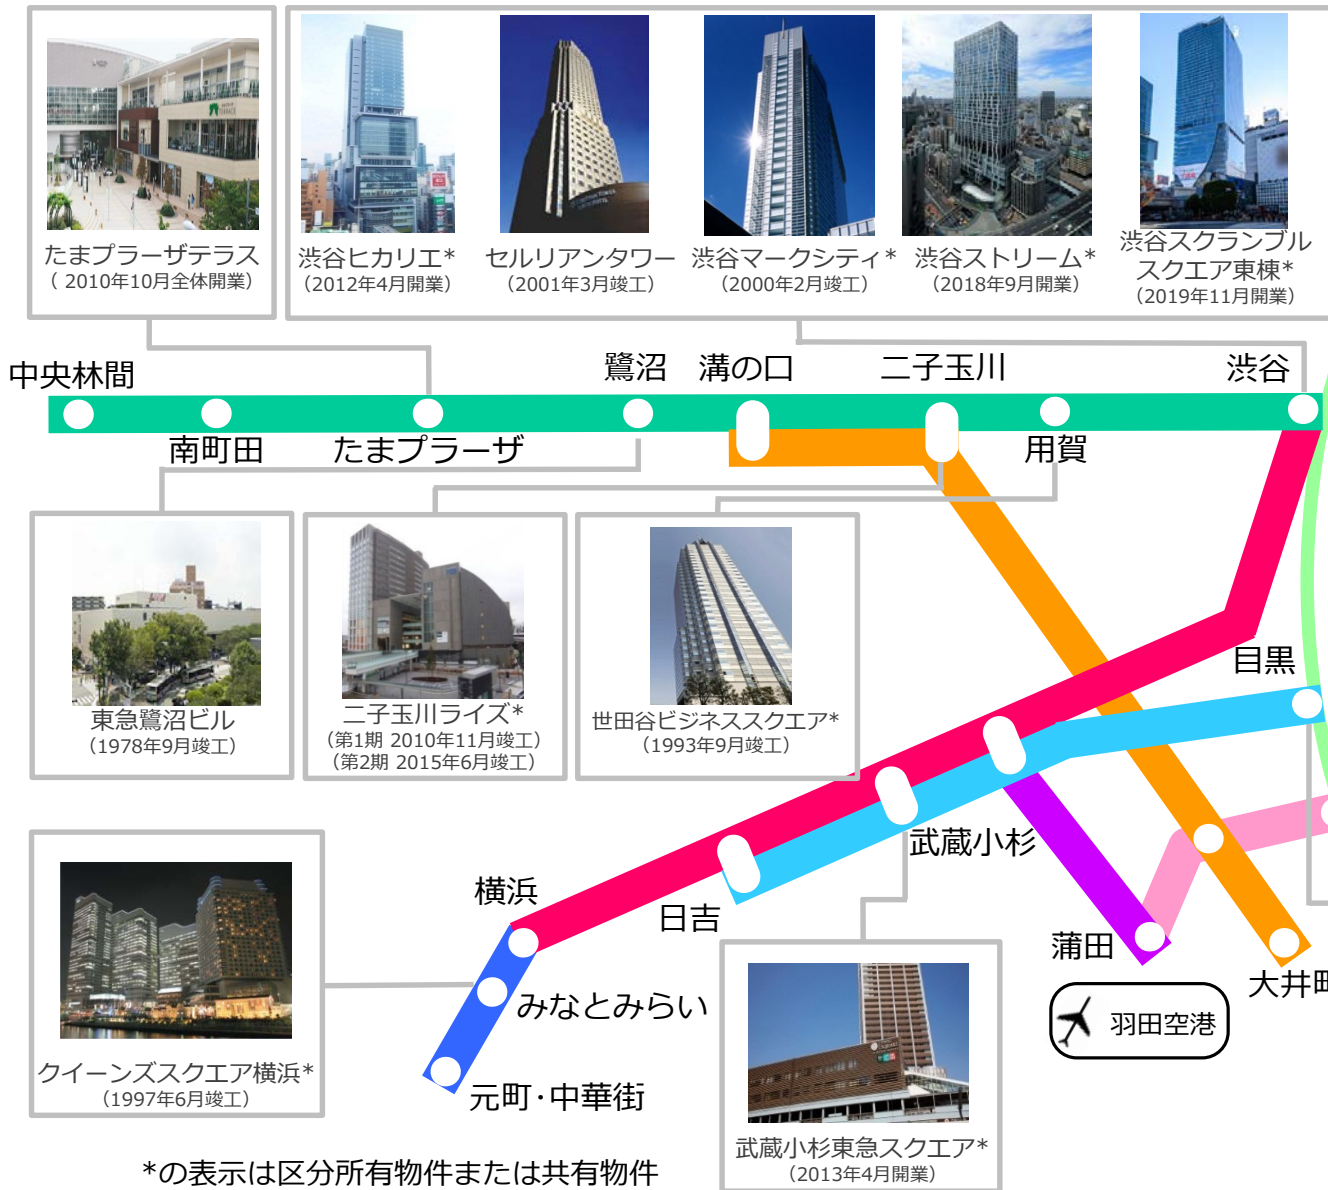 たまプラーザテラス
（ 2010年10月全体開業）
渋谷ヒカリエ*
（2012年4月開業）
セルリアンタワー
（2001年3月竣工）
渋谷マークシティ*
（2000年2月竣工）
渋谷ストリーム*
（2018年9月開業）
渋谷スクランブル
スクエア東棟*
（2019年11月開業）
中央林間
鷺沼
溝の口
二子玉川
渋谷
南町田
たまプラーザ
用賀
東急鷺沼ビル
（1978年9月竣工）
二子玉川ライズ*
（第1期 2010年11月竣工）
（第2期 2015年6月竣工）
世田谷ビジネススクエア*
（1993年9月竣工）
目黒
武蔵小杉
横浜
日吉
蒲田
大井町
みなとみらい
羽田空港
元町･中華街
クイーンズスクエア横浜*
（1997年6月竣工）
武蔵小杉東急スクエア*
（2013年4月開業）
*の表示は区分所有物件または共有物件